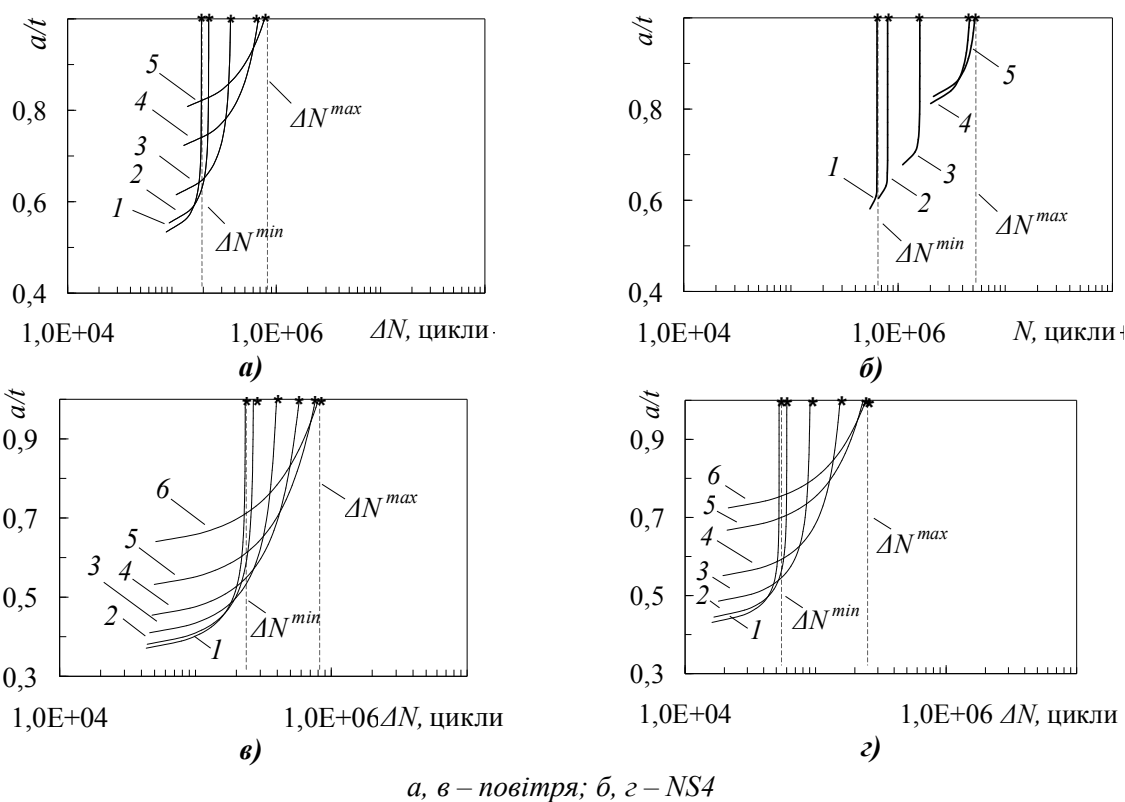 a/t
0,8
0,6
0,4
5
4
3
2
1
ΔN^max
ΔN^min
1,0E+04 1,0E+06 ΔN, цикли
а)
a/t
0,8
0,6
0,4
1
2
3
4
5
ΔN^min
ΔN^max
1,0E+04 1,0E+06 N, цикли
б)
a/t
0,9
0,7
0,5
0,3
6
5
4
3
2
1
ΔN^max
ΔN^min
1,0E+04 1,0E+06 ΔN, цикли
в)
a/t
0,9
0,7
0,5
0,3
6
5
4
3
2
1
ΔN^max
ΔN^min
1,0E+04 1,0E+06 ΔN, цикли
г)
а, в – повітря; б, г – NS4